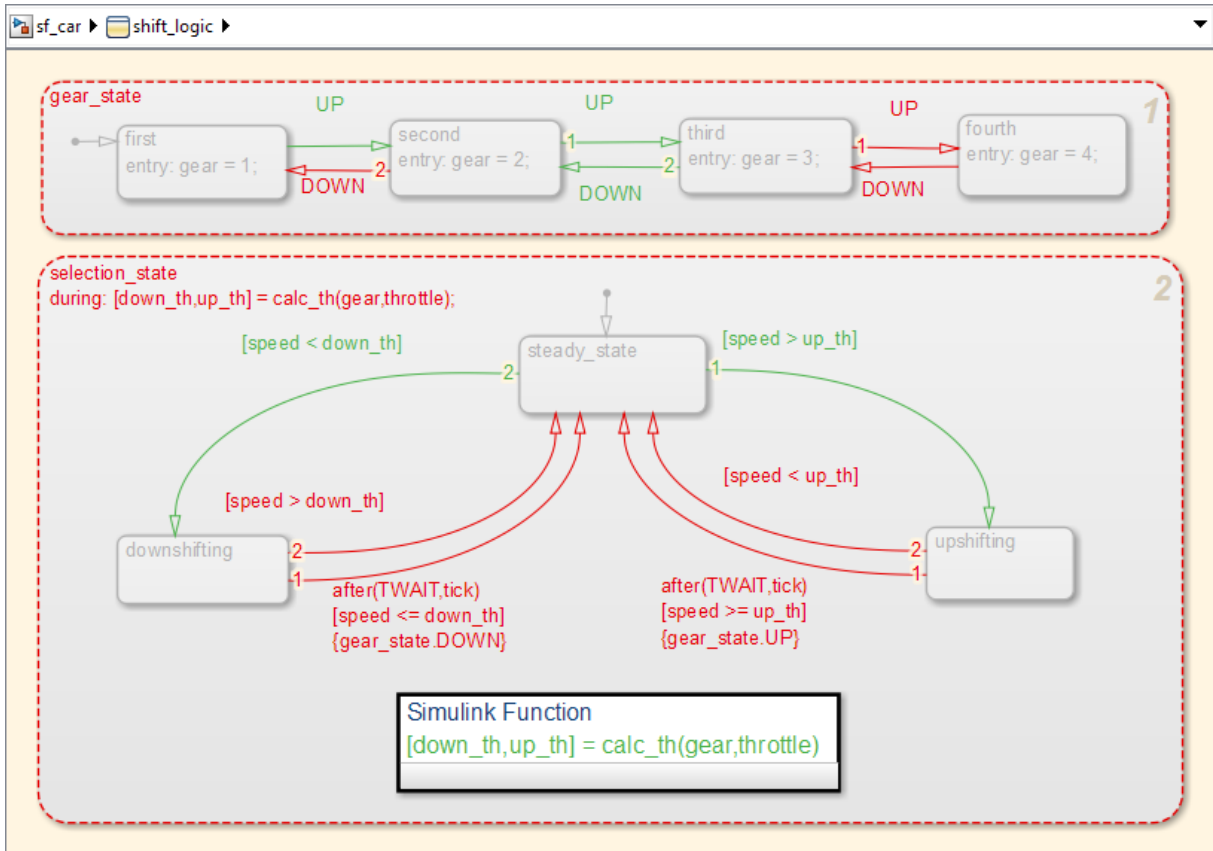 sf_car shift_logic
gear_state
1
UP
UP
UP
first
entry: gear = 1;
second
entry: gear = 2;
third
entry: gear = 3;
fourth
entry: gear = 4;
1
2
DOWN
1
2
DOWN
DOWN
selection_state
during: [down_th,up_th] = calc_th(gear,throttle);
2
[speed < down_th]
steady_state
[speed > up_th]
2
1
[speed > down_th]
[speed < up_th]
downshifting
2
1
upshifting
2
1
after(TWAIT,tick)
[speed <= down_th]
{gear_state.DOWN}
after(TWAIT,tick)
[speed >= up_th]
{gear_state.UP}
Simulink Function
[down_th,up_th] = calc_th(gear,throttle)